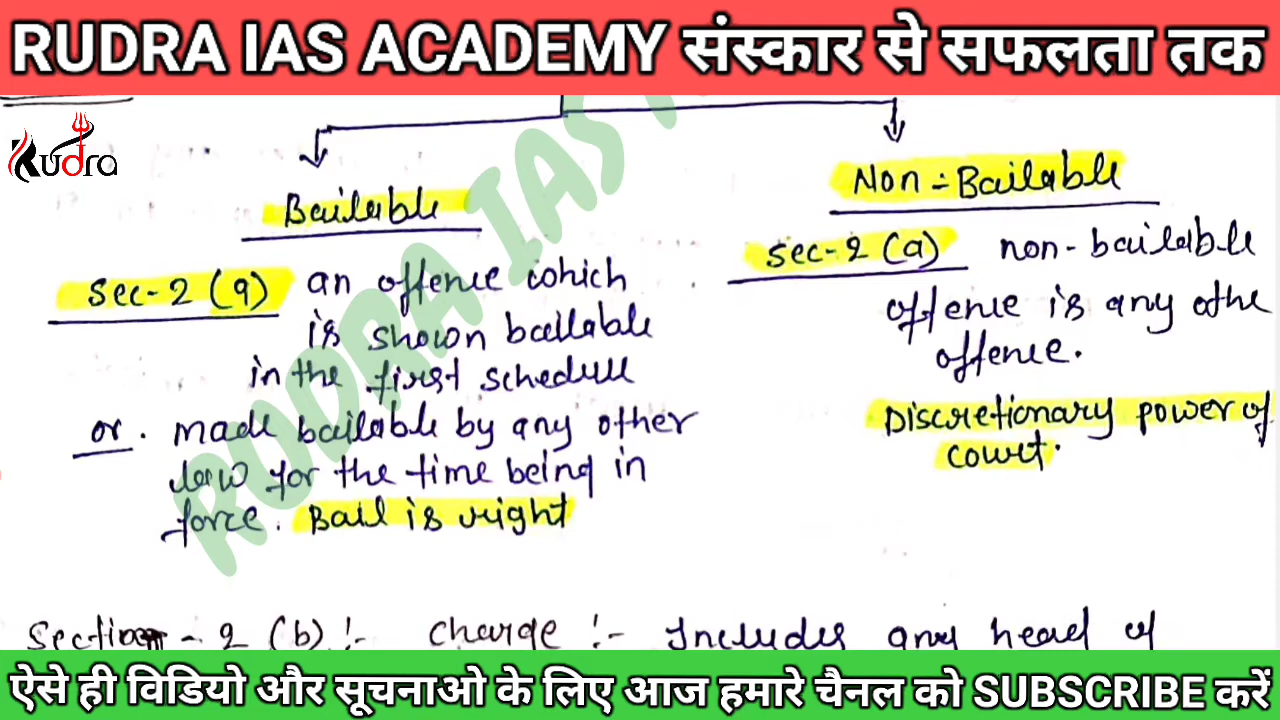 RUDRA IAS ACADEMY संस्कार से सफलता तक
Rudra
RUDRA IAS
Bailable
Sec-2 (a) an offence which
is shown bailable
in the first schedule
or. made bailable by any other
law for the time being in
force. Bail is right
Non-Bailable
Sec-2 (a) non-bailable
offence is any othe
offence.
Discretionary power of
court.
Section - 2 (b) :- Charge :- Includes any head of
ऐसे ही विडियो और सूचनाओ के लिए आज हमारे चैनल को SUBSCRIBE करें